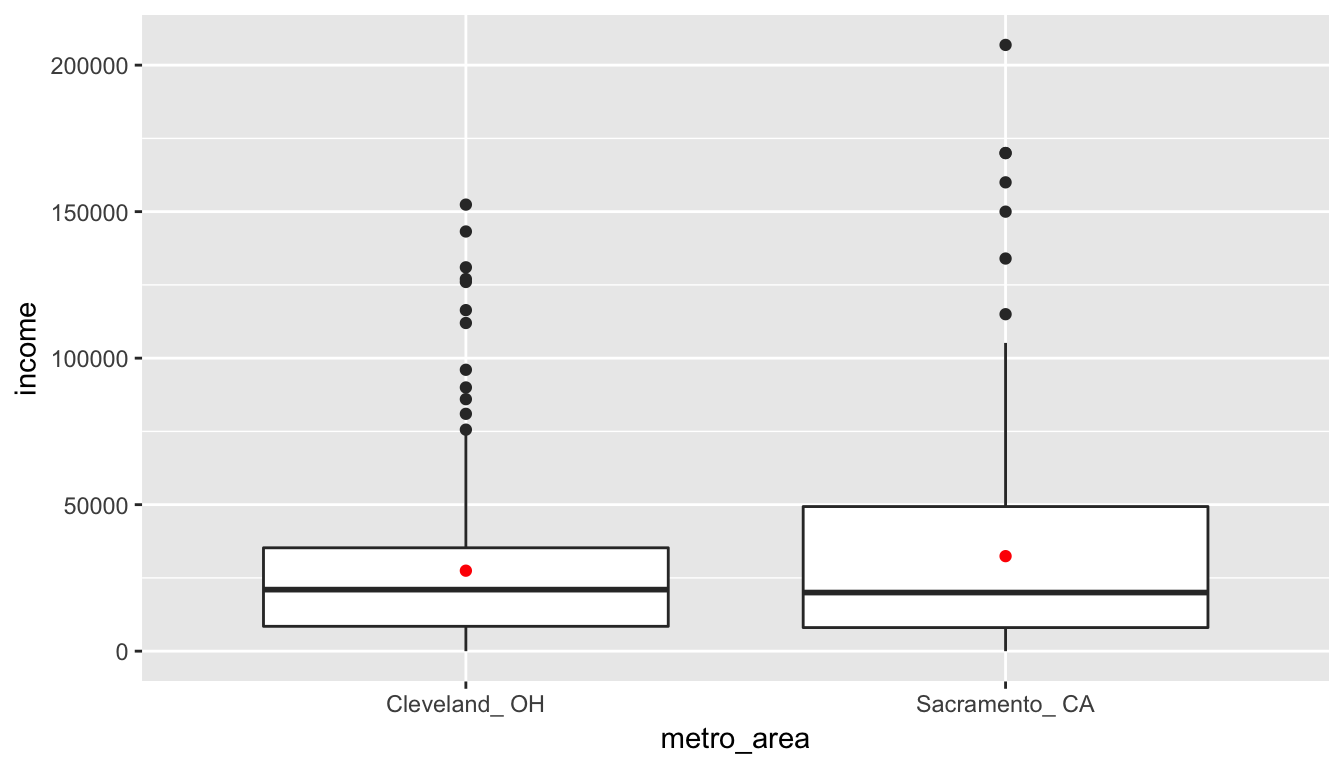 income
200000
150000
100000
50000
0
Cleveland_ OH
Sacramento_ CA
metro_area